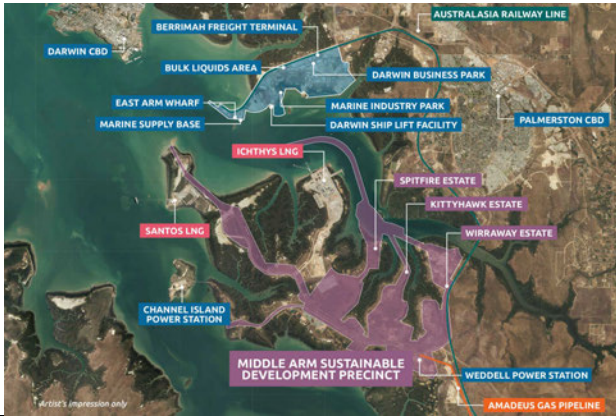 AUSTRALASIA RAILWAY LINE
BERRIMAH FREIGHT TERMINAL
DARWIN CBD
BULK LIQUIDS AREA
DARWIN BUSINESS PARK
EAST ARM WHARF
MARINE INDUSTRY PARK
MARINE SUPPLY BASE
DARWIN SHIP LIFT FACILITY
PALMERSTON CBD
ICHTHYS LNG
SPITFIRE ESTATE
KITTYHAWK ESTATE
SANTOS LNG
WIRRAWAY ESTATE
CHANNEL ISLAND
POWER STATION
MIDDLE ARM SUSTAINABLE
DEVELOPMENT PRECINCT
WEDDELL POWER STATION
Artist's impression only
AMADEUS GAS PIPELINE